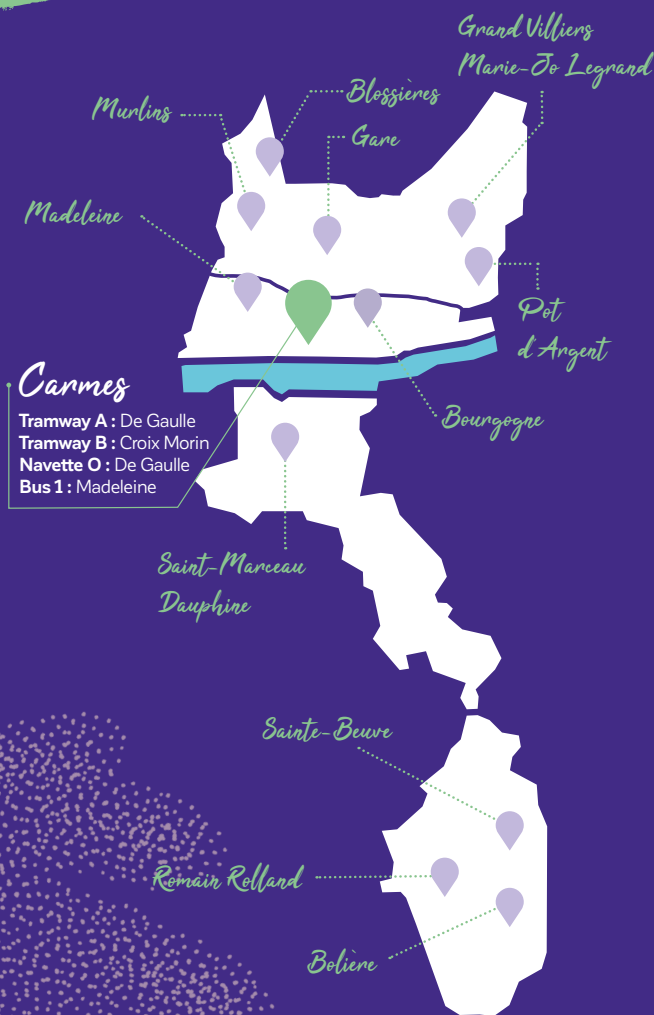 Grand Villiers
Marie-Jo Legrand
Blossières
Murlins
Gare
Madeleine
Pot
d'Argent
Carmes
Tramway A : De Gaulle
Tramway B : Croix Morin
Navette O : De Gaulle
Bus 1 : Madeleine
Bourgogne
Saint-Marceau
Dauphine
Sainte-Beuve
Romain Rolland
Bolière